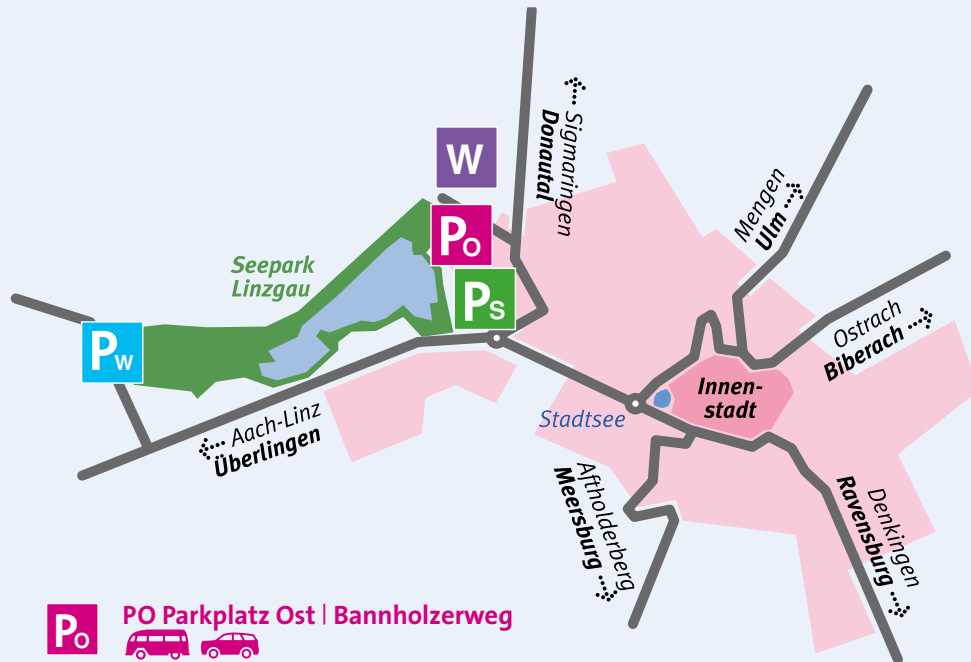 Sigmaringen
Donautal
W
Mengen
Ulm
PO
Seepark
Linzgau
PS
PW
Ostrach
Biberach
Innen-
stadt
Stadtsee
Aach-Linz
Überlingen
Aftholderberg
Meersburg
Denkingen
Ravensburg
PO
PO Parkplatz Ost | Bannholzerweg